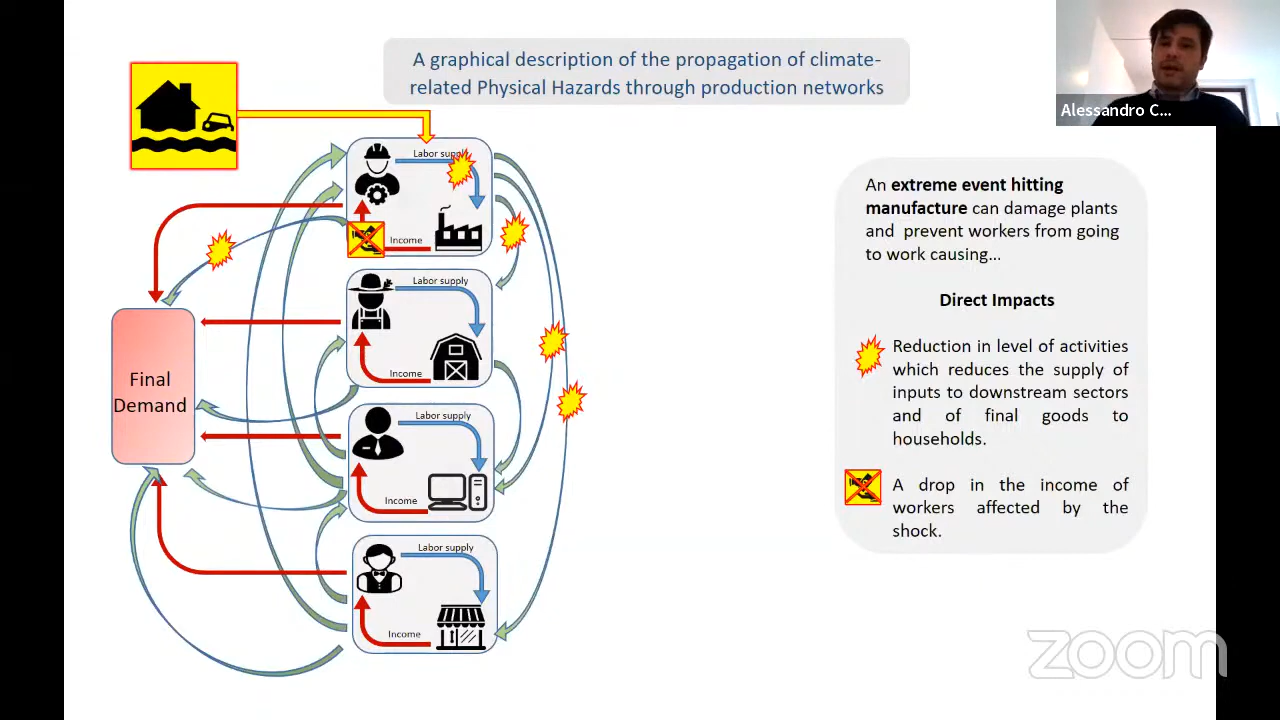 A graphical description of the propagation of climate-
related Physical Hazards through production networks
Alessandro C...
Labor supply
Income
Labor supply
Income
Final
Demand
Labor supply
Income
Labor supply
Income
An extreme event hitting
manufacture can damage plants
and prevent workers from going
to work causing...
Direct Impacts
Reduction in level of activities
which reduces the supply of
inputs to downstream sectors
and of final goods to
households.
A drop in the income of
workers affected by the
shock.
zoom